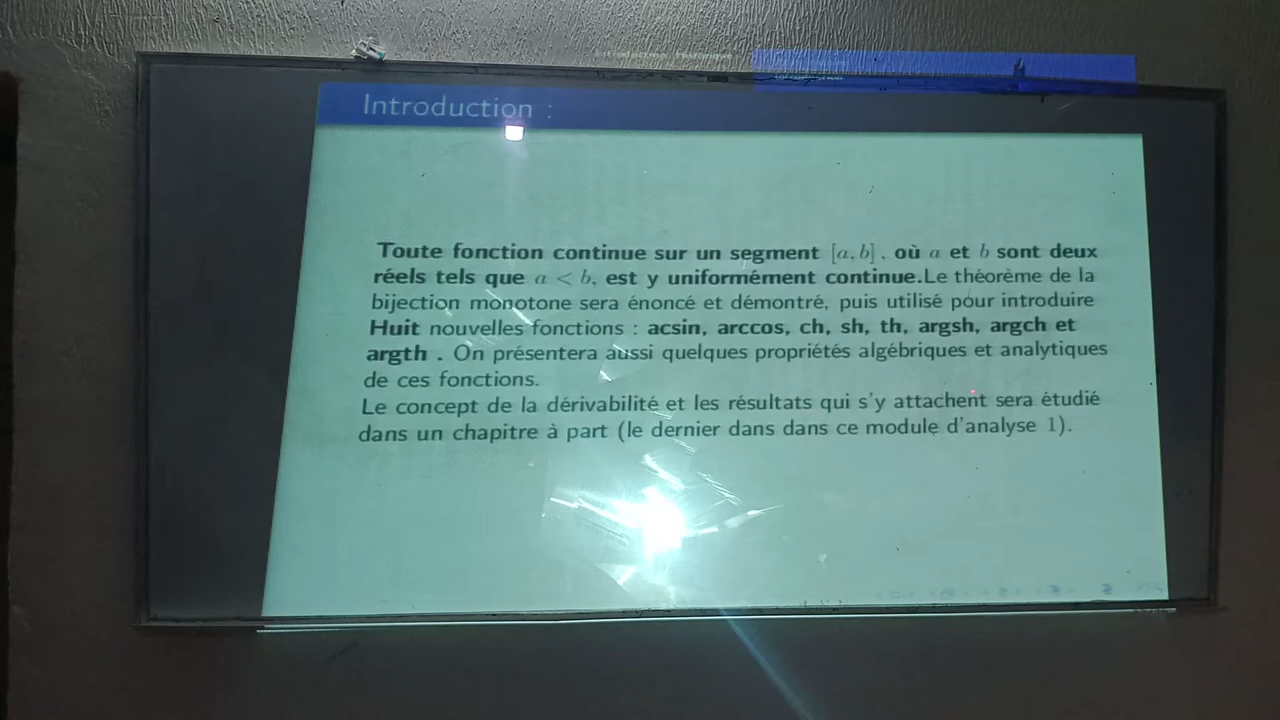 Introduction :
Toute fonction continue sur un segment [a, b] , où a et b sont deux
réels tels que a < b, est y uniformément continue.Le théorème de la
bijection monotone sera énoncé et démontré, puis utilisé pour introduire
Huit nouvelles fonctions : acsin, arccos, ch, sh, th, argsh, argch et
argth . On présentera aussi quelques propriétés algébriques et analytiques
de ces fonctions.
Le concept de la dérivabilité et les résultats qui s'y attachent sera étudié
dans un chapitre à part (le dernier dans dans ce module d'analyse 1).